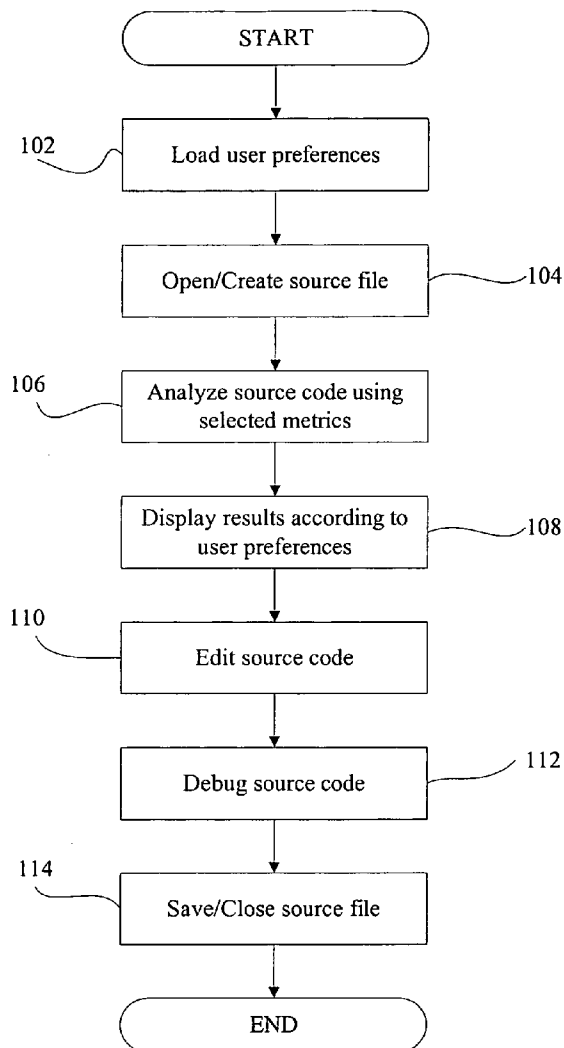 START
102
Load user preferences
Open/Create source file
104
106
Analyze source code using
selected metrics
Display results according to
user preferences
108
110
Edit source code
Debug source code
112
114
Save/Close source file
END